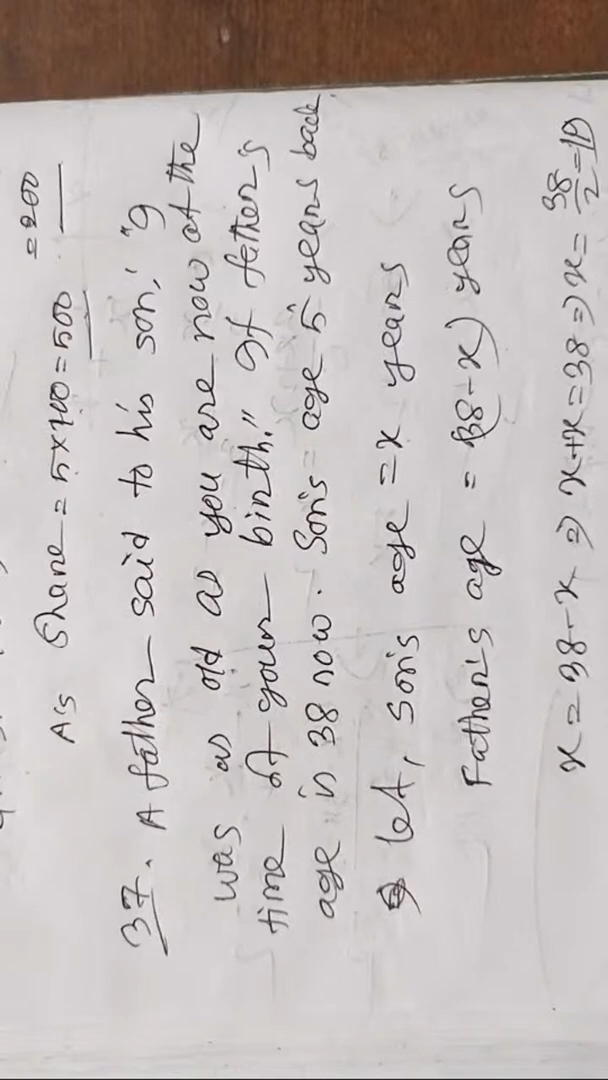 = 200
A's Share = 5x100 = 500
37. A father said to his son, "I
was as old as you are now at the
time of your birth." If father's
age is 38 now. Son's age 5 years back.
let, son's age = x years
Father's age = (38-x) years
x = 38-x => x+x = 38 => x = 38/2 = 19